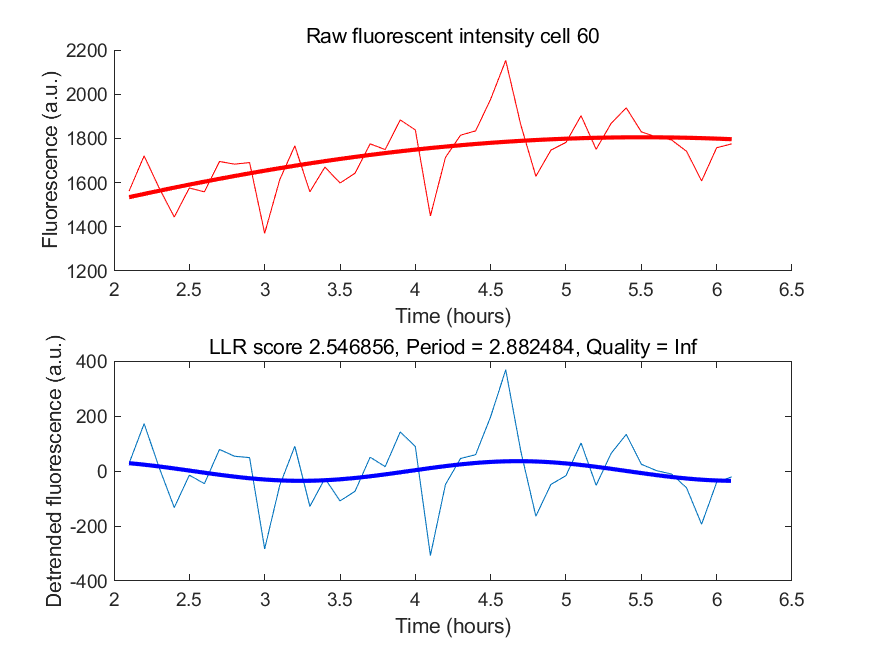 Raw fluorescent intensity cell 60
2200
2000
1800
1600
1400
1200
Fluorescence (a.u.)
2 2.5 3 3.5 4 4.5 5 5.5 6 6.5
Time (hours)
LLR score 2.546856, Period = 2.882484, Quality = Inf
400
200
0
-200
-400
Detrended fluorescence (a.u.)
2 2.5 3 3.5 4 4.5 5 5.5 6 6.5
Time (hours)